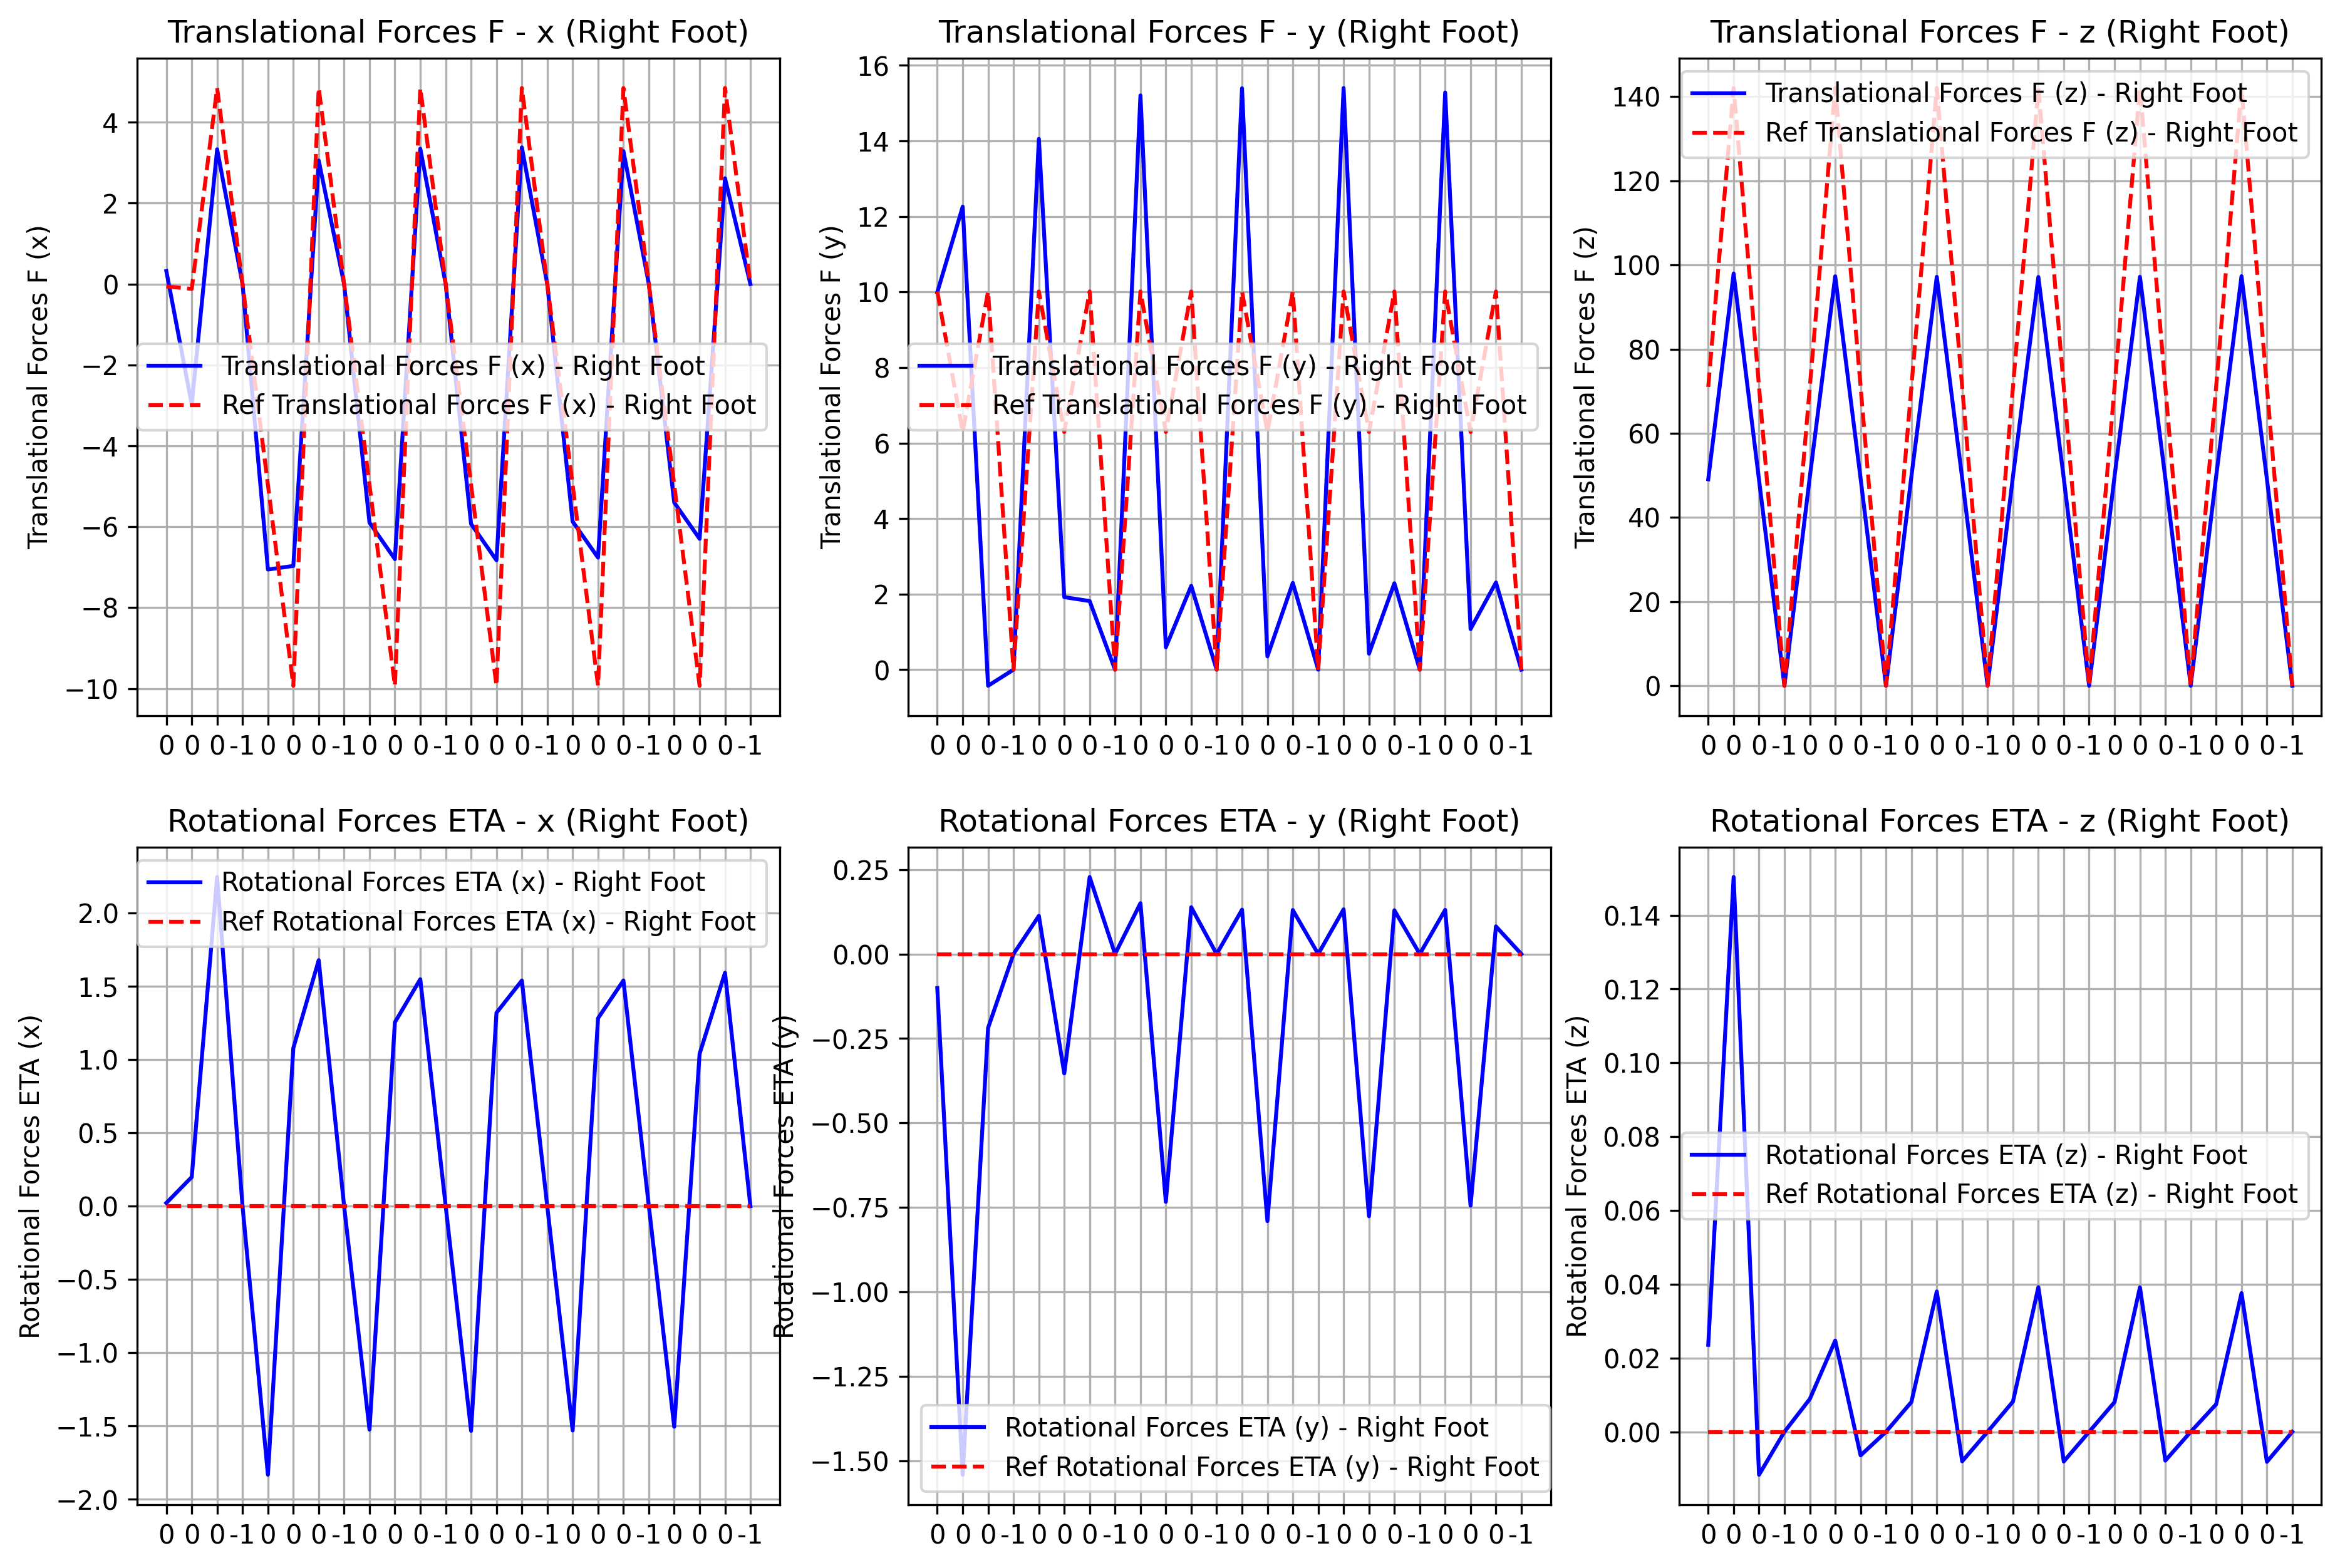 Translational Forces F - x (Right Foot)
Translational Forces F (x)
4
2
0
−2
−4
−6
−8
−10
Translational Forces F (x) - Right Foot
Ref Translational Forces F (x) - Right Foot
0 0 0 -1 0 0 0 -1 0 0 0 -1 0 0 0 -1 0 0 0 -1 0 0 0 -1
Translational Forces F - y (Right Foot)
Translational Forces F (y)
16
14
12
10
8
6
4
2
0
Translational Forces F (y) - Right Foot
Ref Translational Forces F (y) - Right Foot
0 0 0 -1 0 0 0 -1 0 0 0 -1 0 0 0 -1 0 0 0 -1 0 0 0 -1
Translational Forces F - z (Right Foot)
Translational Forces F (z)
140
120
100
80
60
40
20
0
Translational Forces F (z) - Right Foot
Ref Translational Forces F (z) - Right Foot
0 0 0 -1 0 0 0 -1 0 0 0 -1 0 0 0 -1 0 0 0 -1 0 0 0 -1
Rotational Forces ETA - x (Right Foot)
Rotational Forces ETA (x)
2.0
1.5
1.0
0.5
0.0
−0.5
−1.0
−1.5
−2.0
Rotational Forces ETA (x) - Right Foot
Ref Rotational Forces ETA (x) - Right Foot
0 0 0 -1 0 0 0 -1 0 0 0 -1 0 0 0 -1 0 0 0 -1 0 0 0 -1
Rotational Forces ETA - y (Right Foot)
Rotational Forces ETA (y)
0.25
0.00
−0.25
−0.50
−0.75
−1.00
−1.25
−1.50
Rotational Forces ETA (y) - Right Foot
Ref Rotational Forces ETA (y) - Right Foot
0 0 0 -1 0 0 0 -1 0 0 0 -1 0 0 0 -1 0 0 0 -1 0 0 0 -1
Rotational Forces ETA - z (Right Foot)
Rotational Forces ETA (z)
0.14
0.12
0.10
0.08
0.06
0.04
0.02
0.00
Rotational Forces ETA (z) - Right Foot
Ref Rotational Forces ETA (z) - Right Foot
0 0 0 -1 0 0 0 -1 0 0 0 -1 0 0 0 -1 0 0 0 -1 0 0 0 -1